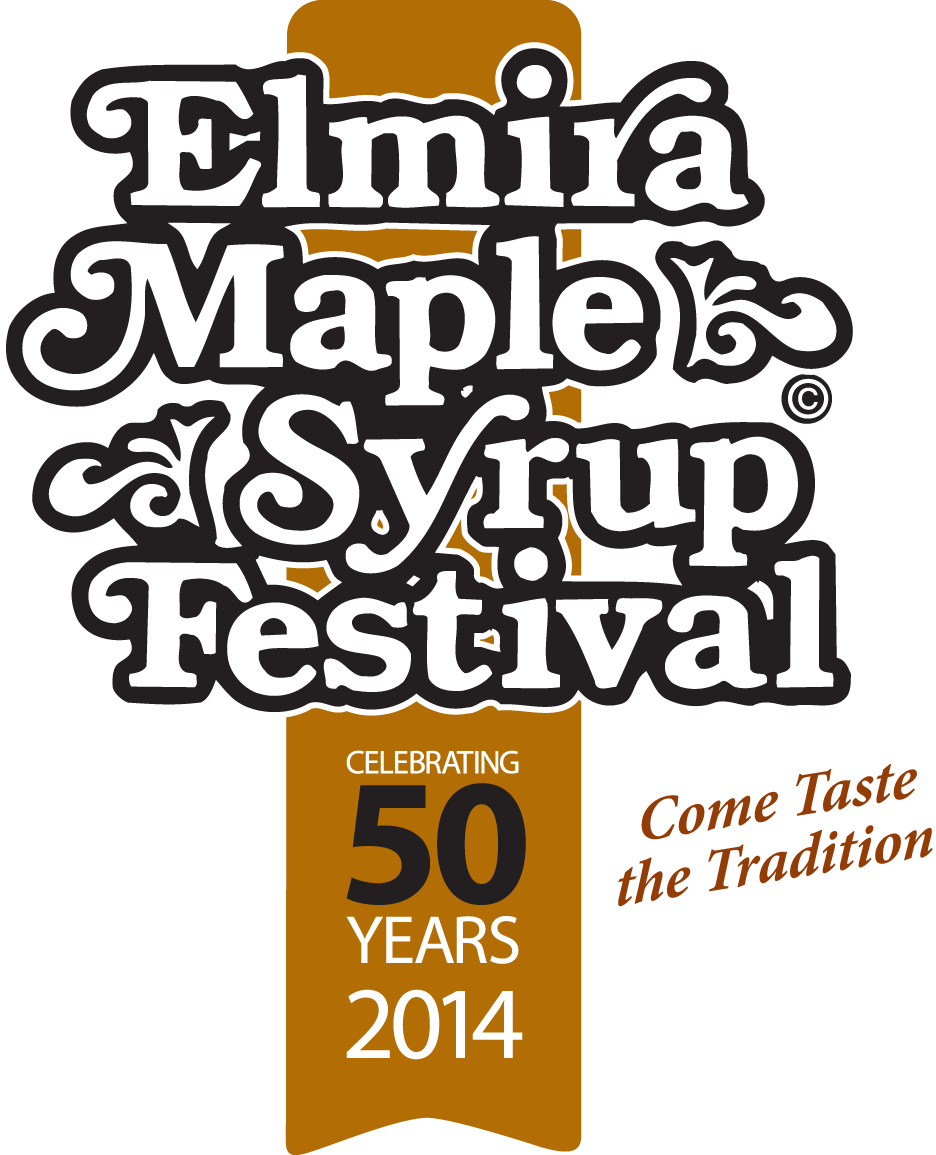 Elmira
Maple
©
Syrup
Festival
CELEBRATING
50
YEARS
2014
Come Taste
the Tradition